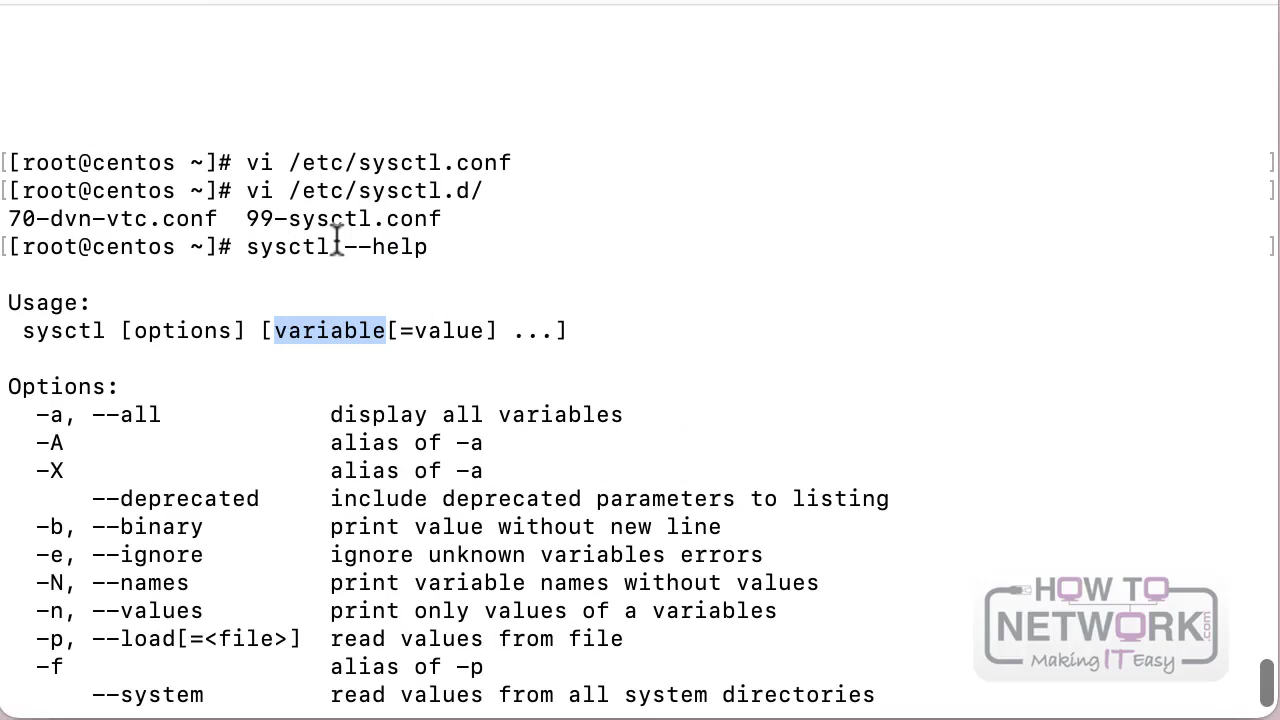 [[root@centos ~]# vi /etc/sysctl.conf ]
[[root@centos ~]# vi /etc/sysctl.d/ ]
70-dvn-vtc.conf  99-sysctl.conf
[[root@centos ~]# sysctl --help ]
Usage:
 sysctl [options] [variable[=value] ...]
Options:
  -a, --all            display all variables
  -A                   alias of -a
  -X                   alias of -a
      --deprecated     include deprecated parameters to listing
  -b, --binary         print value without new line
  -e, --ignore         ignore unknown variables errors
  -N, --names          print variable names without values
  -n, --values         print only values of a variables
  -p, --load[=<file>]  read values from file
  -f                   alias of -p
      --system         read values from all system directories
HOW TO
NETWORK.com
Making IT Easy